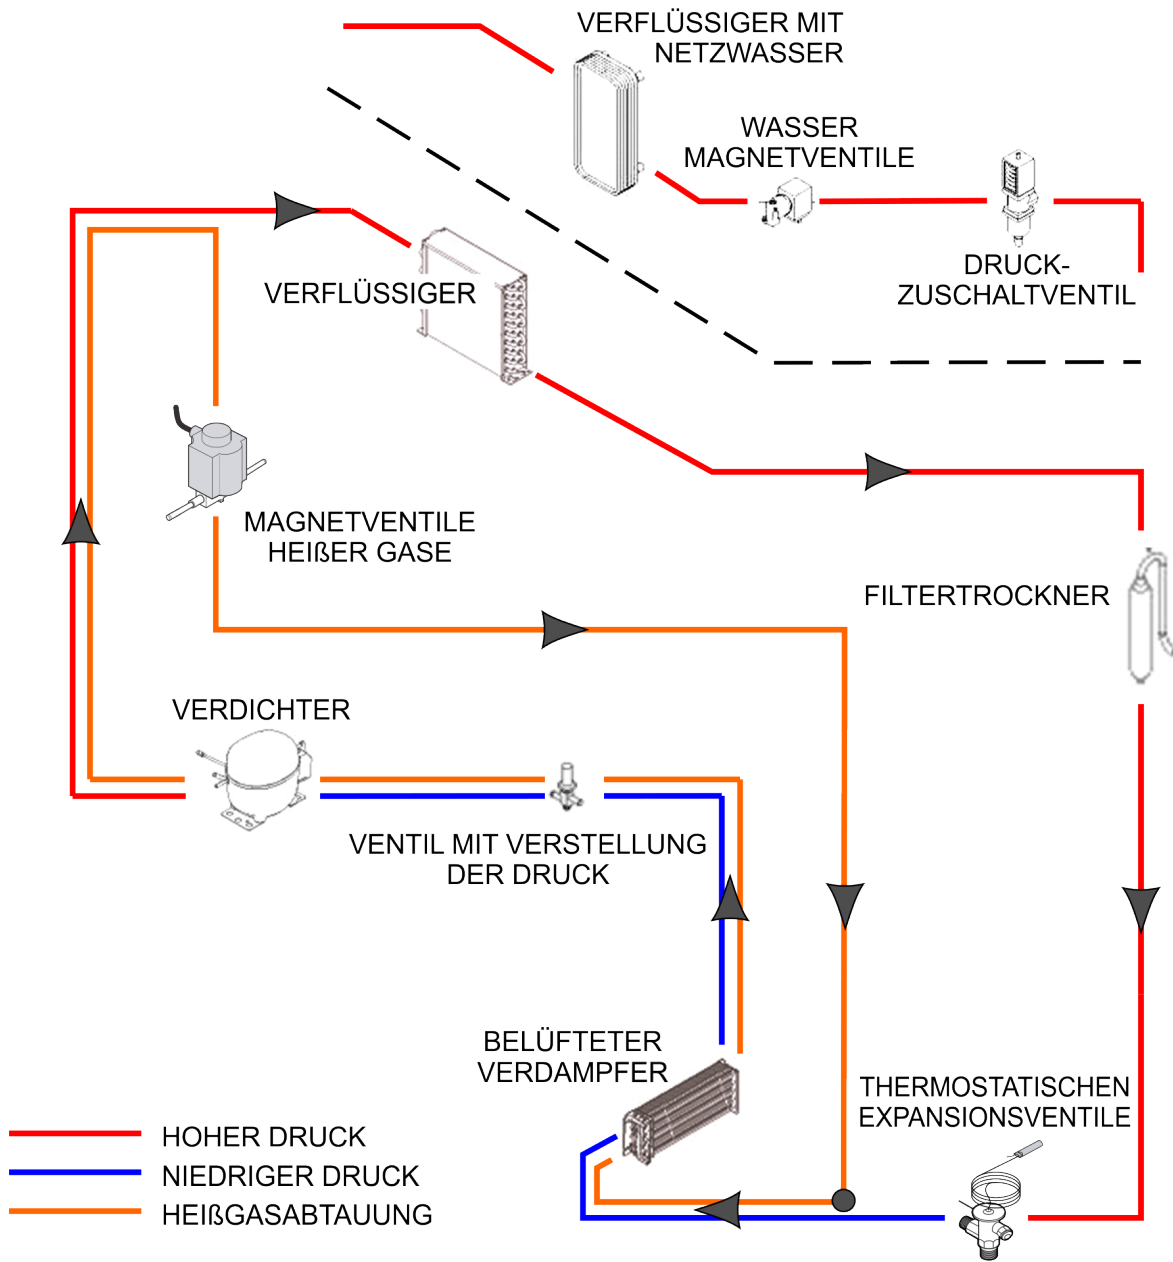 VERFLÜSSIGER MIT
NETZWASSER
WASSER
MAGNETVENTILE
DRUCK-
ZUSCHALTVENTIL
VERFLÜSSIGER
MAGNETVENTILE
HEIßER GASE
FILTERTROCKNER
VERDICHTER
VENTIL MIT VERSTELLUNG
DER DRUCK
BELÜFTETER
VERDAMPFER
THERMOSTATISCHEN
EXPANSIONSVENTILE
HOHER DRUCK
NIEDRIGER DRUCK
HEIßGASABTAUUNG